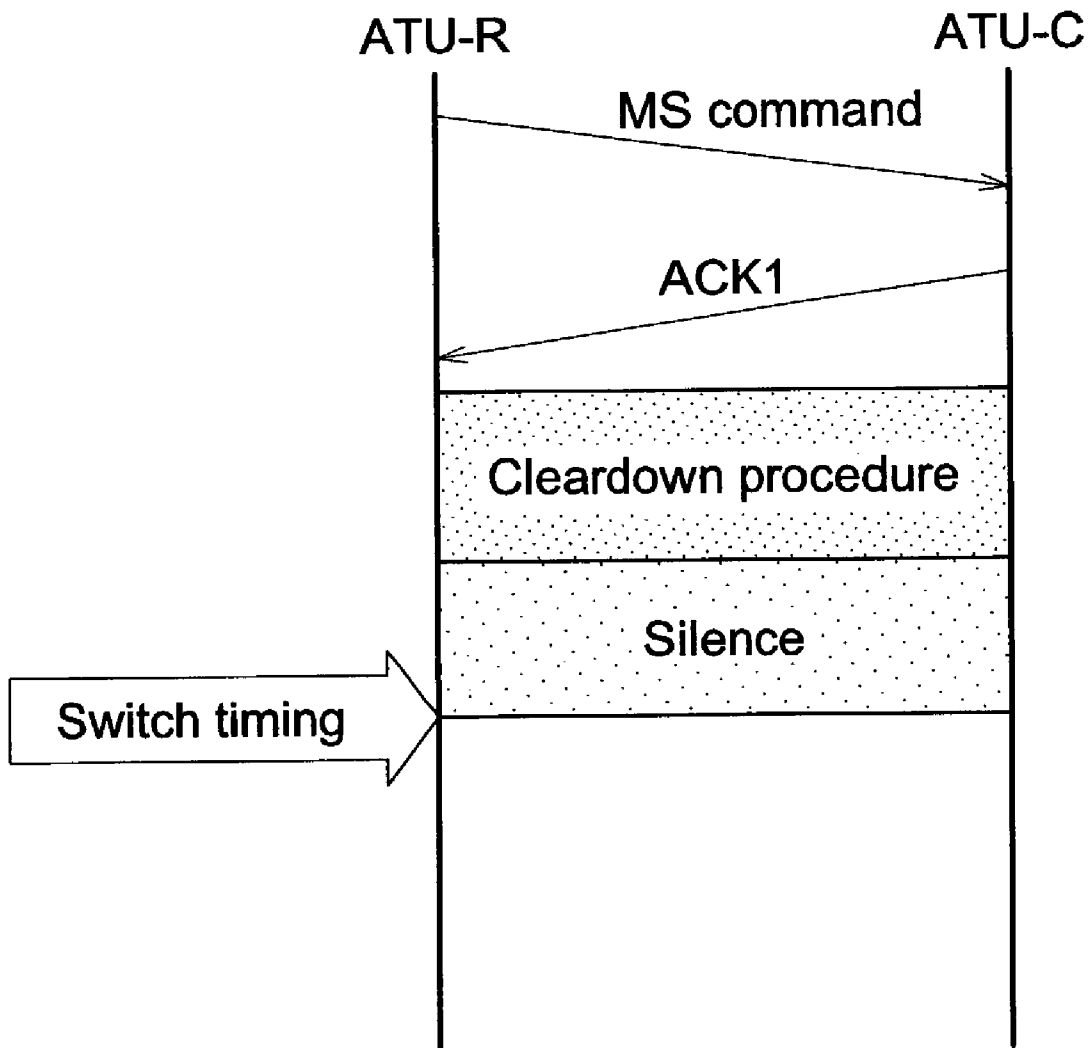 ATU-R
ATU-C
MS command
ACK1
Cleardown procedure
Silence
Switch timing